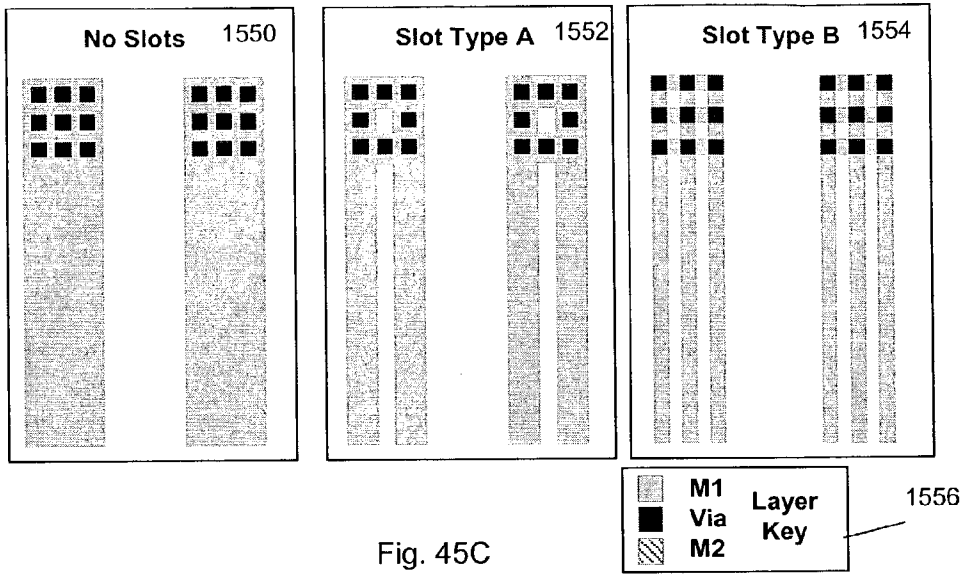 No Slots 1550
Slot Type A 1552
Slot Type B 1554
M1
Via
M2
Layer
Key
1556
Fig. 45C